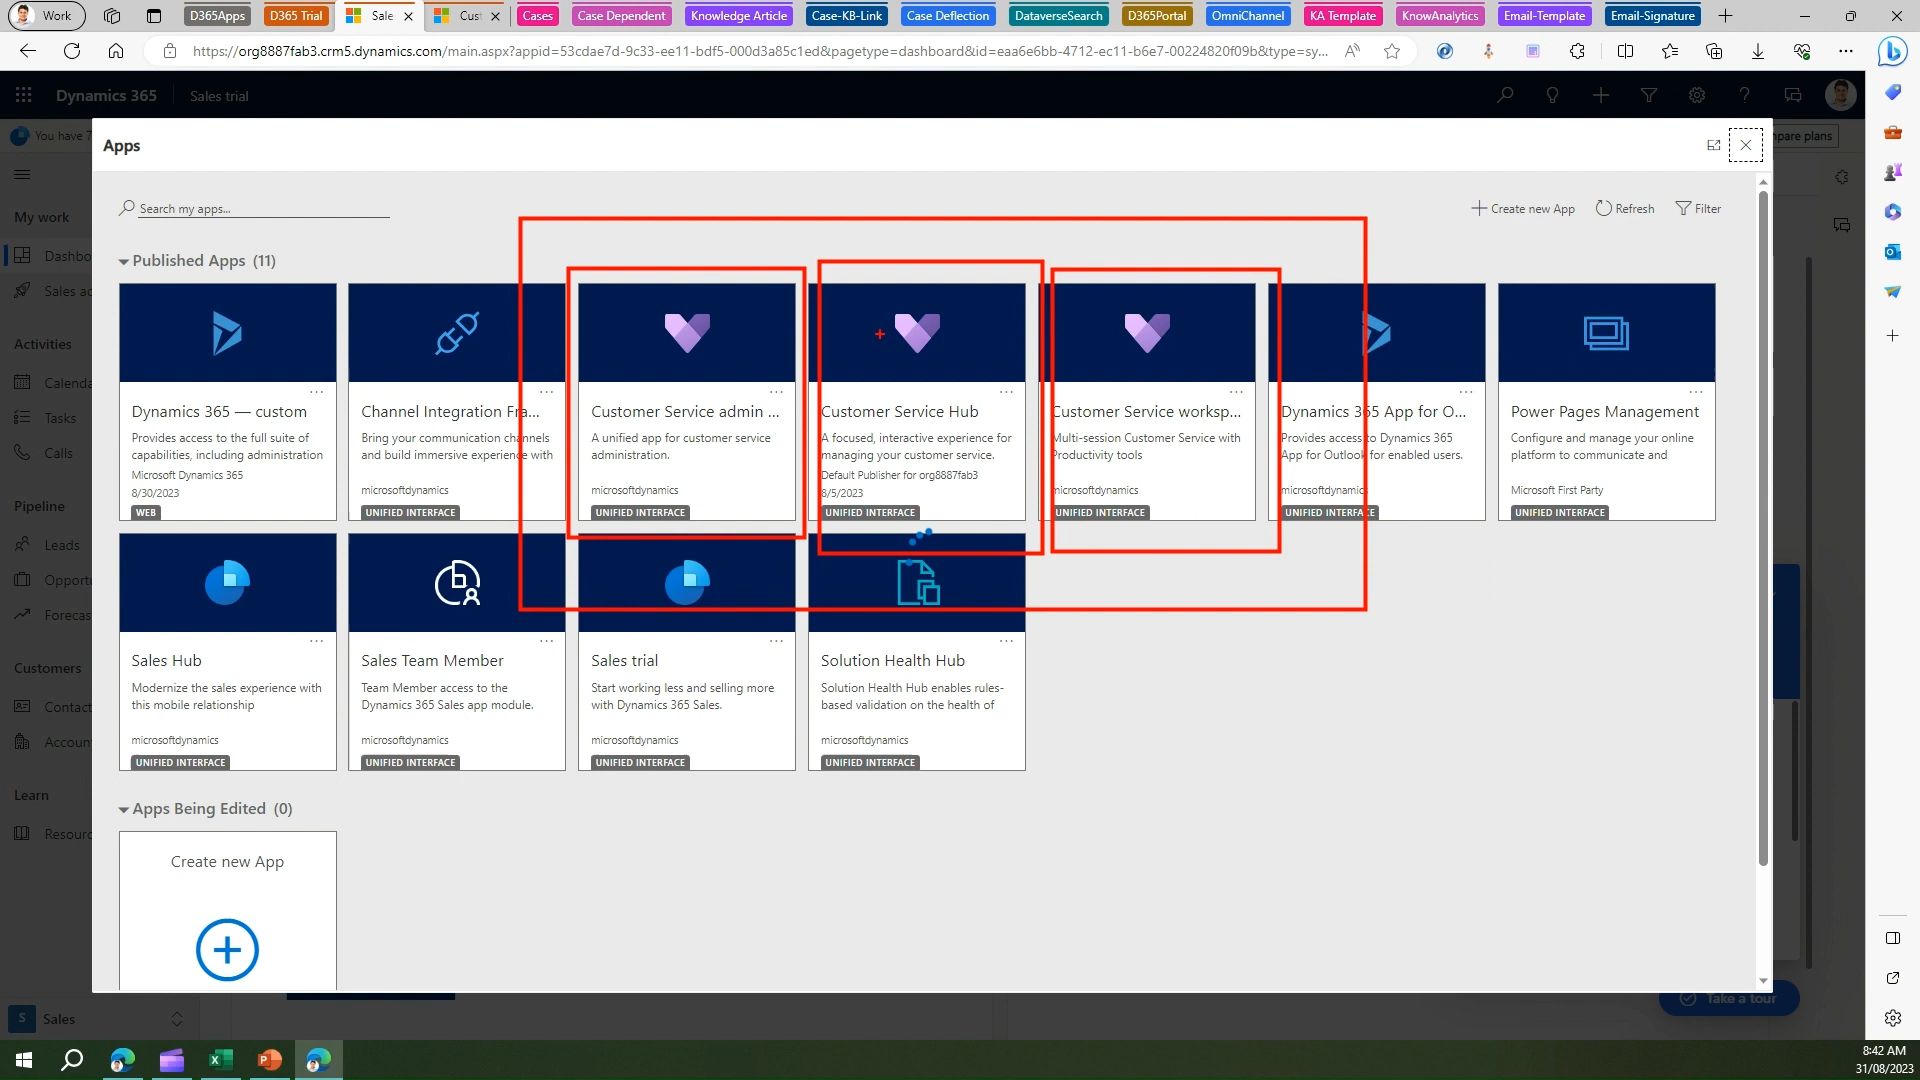 Work
D365Apps
D365 Trial
Sale
Cust
Cases
Case Dependent
Knowledge Article
Case-KB-Link
Case Deflection
DataverseSearch
D365Portal
OmniChannel
KA Template
KnowAnalytics
Email-Template
Email-Signature
https://org8887fab3.crm5.dynamics.com/main.aspx?appid=53cdae7d-9c33-ee11-bdf5-000d3a85c1ed&pagetype=dashboard&id=eaa6e6bb-4712-ec11-b6e7-00224820f09b&type=sy...
Dynamics 365
Sales trial
You have 7
mpare plans
Apps
Search my apps...
Create new App
Refresh
Filter
My work
Dashbo
Sales ac
Activities
Calenda
Tasks
Calls
Pipeline
Leads
Opport
Forecas
Customers
Contact
Accoun
Learn
Resourc
S
Sales
Published Apps (11)
Dynamics 365 — custom
Provides access to the full suite of
capabilities, including administration
Microsoft Dynamics 365
8/30/2023
WEB
Channel Integration Fra...
Bring your communication channels
and build immersive experience with
microsoftdynamics
UNIFIED INTERFACE
Customer Service admin ...
A unified app for customer service
administration.
microsoftdynamics
UNIFIED INTERFACE
Customer Service Hub
A focused, interactive experience for
managing your customer service.
Default Publisher for org8887fab3
8/5/2023
UNIFIED INTERFACE
Customer Service worksp...
Multi-session Customer Service with
Productivity tools
microsoftdynamics
UNIFIED INTERFACE
Dynamics 365 App for O...
Provides access to Dynamics 365
App for Outlook for enabled users.
microsoftdynamics
UNIFIED INTERFACE
Power Pages Management
Configure and manage your online
platform to communicate and
Microsoft First Party
UNIFIED INTERFACE
Sales Hub
Modernize the sales experience with
this mobile relationship
microsoftdynamics
UNIFIED INTERFACE
Sales Team Member
Team Member access to the
Dynamics 365 Sales app module.
microsoftdynamics
UNIFIED INTERFACE
Sales trial
Start working less and selling more
with Dynamics 365 Sales.
microsoftdynamics
UNIFIED INTERFACE
Solution Health Hub
Solution Health Hub enables rules-
based validation on the health of
microsoftdynamics
UNIFIED INTERFACE
Apps Being Edited (0)
Create new App
Take a tour
8:42 AM
31/08/2023